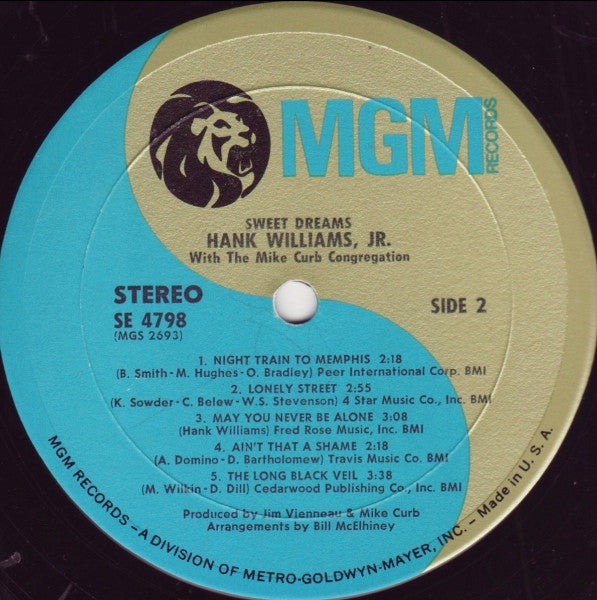 MGM
RECORDS
SWEET DREAMS
HANK WILLIAMS, JR.
With The Mike Curb Congregation
STEREO
SE 4798
(MGS 2693)
SIDE 2
1. NIGHT TRAIN TO MEMPHIS 2:18
(B. Smith-M. Hughes-O. Bradley) Peer International Corp. BMI
2. LONELY STREET 2:55
(K. Sowder-C. Belew-W.S. Stevenson) 4 Star Music Co., Inc. BMI
3. MAY YOU NEVER BE ALONE 3:08
(Hank Williams) Fred Rose Music, Inc. BMI
4. AIN'T THAT A SHAME 2:18
(A. Domino-D. Bartholomew) Travis Music Co. BMI
5. THE LONG BLACK VEIL 3:38
(M. Wilkin-D. Dill) Cedarwood Publishing Co., Inc. BMI
Produced by Jim Vienneau & Mike Curb
Arrangements by Bill McElhiney
MGM RECORDS – A DIVISION OF METRO-GOLDWYN-MAYER, INC. – Made in U. S. A.